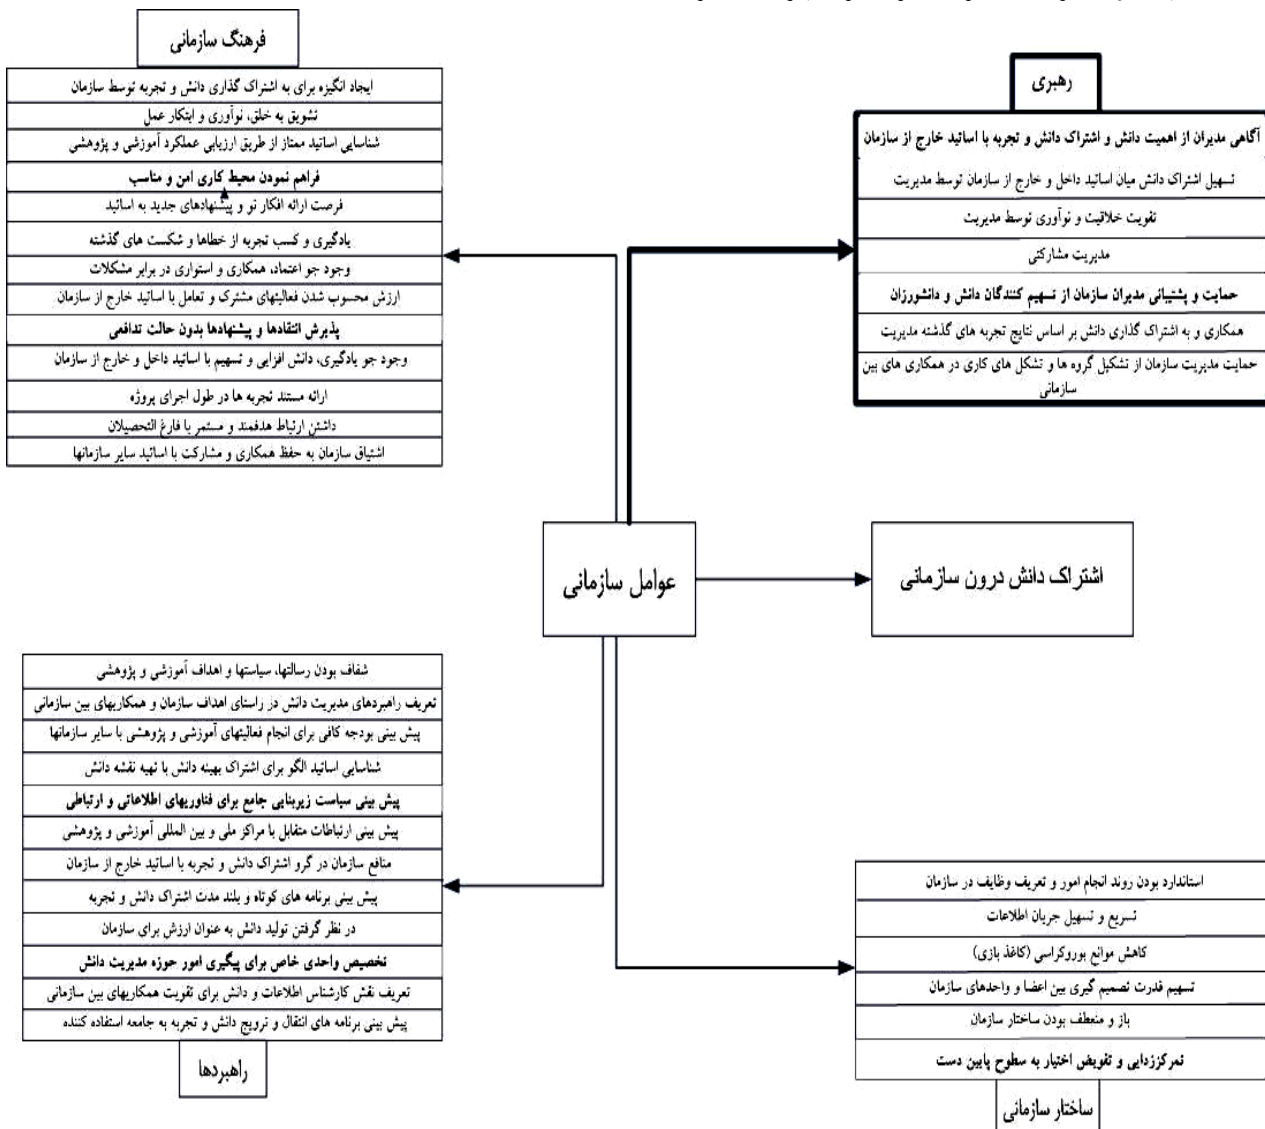 فرهنگ سازمانی
ایجاد انگیزه برای به اشتراک گذاری دانش و تجربه توسط سازمان
تشویق به خلق، نوآوری و ابتکار عمل
شناسایی اساتید ممتاز از طریق ارزیابی عملکرد آموزشی و پژوهشی
فراهم نمودن محیط کاری امن و مناسب
فرصت ارائه افکار نو و پیشنهادهای جدید به اساتید
یادگیری و کسب تجربه از خطاها و شکست های گذشته
وجود جو اعتماد، همکاری و استواری در برابر مشکلات
ارزش محسوب شدن فعالیتهای مشترک و تعامل با اساتید خارج از سازمان
پذیرش انتقادها و پیشنهادها بدون حالت تدافعی
وجود جو یادگیری، دانش افزایی و تسهیم با اساتید داخل و خارج از سازمان
ارائه مستند تجربه ها در طول اجرای پروژه
داشتن ارتباط هدفمند و مستمر با فارغ التحصیلان
اشتیاق سازمان به حفظ همکاری و مشارکت با اساتید سایر سازمانها
رهبری
آگاهی مدیران از اهمیت دانش و اشتراک دانش و تجربه با اساتید خارج از سازمان
تسهیل اشتراک دانش میان اساتید داخل و خارج از سازمان توسط مدیریت
تقویت خلاقیت و نوآوری توسط مدیریت
مدیریت مشارکتی
حمایت و پشتیبانی مدیران سازمان از تسهیم کنندگان دانش و دانشورزان
همکاری و به اشتراک گذاری دانش بر اساس نتایج تجربه های گذشته مدیریت
حمایت مدیریت سازمان از تشکیل گروه ها و تشکل های کاری در همکاری های بین
سازمانی
عوامل سازمانی
اشتراک دانش درون سازمانی
شفاف بودن رسالتها، سیاستها و اهداف آموزشی و پژوهشی
تعریف راهبردهای مدیریت دانش در راستای اهداف سازمان و همکاریهای بین سازمانی
پیش بینی بودجه کافی برای انجام فعالیتهای آموزشی و پژوهشی با سایر سازمانها
شناسایی اساتید الگو برای اشتراک بهینه دانش با تهیه نقشه دانش
پیش بینی سیاست زیربنایی جامع برای فناوریهای اطلاعاتی و ارتباطی
پیش بینی ارتباطات متقابل با مراکز ملی و بین المللی آموزشی و پژوهشی
منافع سازمان در گرو اشتراک دانش و تجربه با اساتید خارج از سازمان
پیش بینی برنامه های کوتاه و بلند مدت اشتراک دانش و تجربه
در نظر گرفتن تولید دانش به عنوان ارزش برای سازمان
تخصیص واحدی خاص برای پیگیری امور حوزه مدیریت دانش
تعریف نقش کارشناس اطلاعات و دانش برای تقویت همکاریهای بین سازمانی
پیش بینی برنامه های انتقال و ترویج دانش و تجربه به جامعه استفاده کننده
راهبردها
استاندارد بودن روند انجام امور و تعریف وظایف در سازمان
تسریع و تسهیل جریان اطلاعات
کاهش موانع بوروکراسی (کاغذ بازی)
تسهیم قدرت تصمیم گیری بین اعضا و واحدهای سازمان
باز و منعطف بودن ساختار سازمان
تمرکززدایی و تفویض اختیار به سطوح پایین دست
ساختار سازمانی